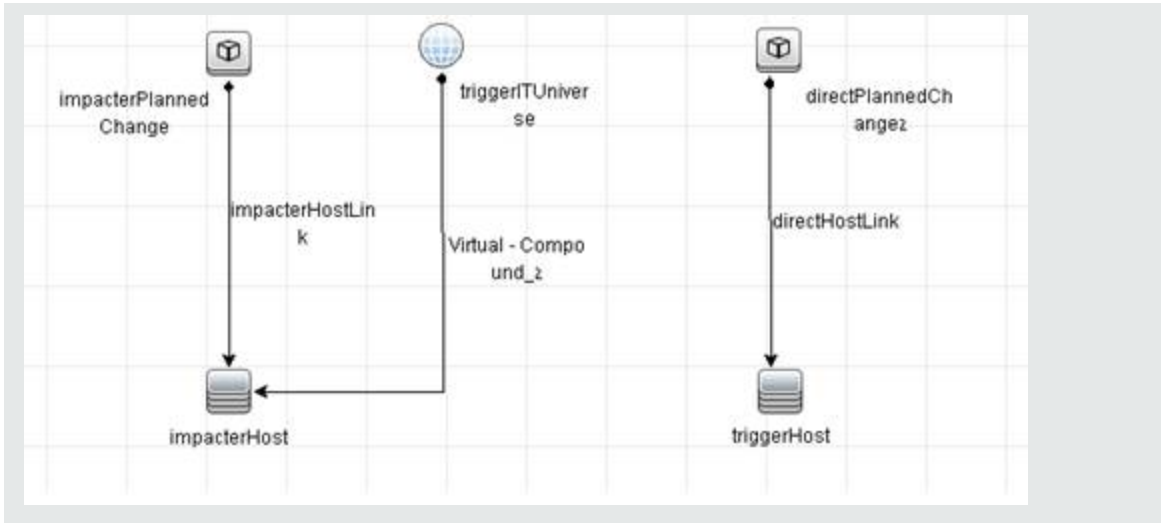 impacterPlanned
Change
triggerITUniver
se
directPlannedCh
ange2
impacterHostLin
k
Virtual - Compo
und_2
directHostLink
impacterHost
triggerHost